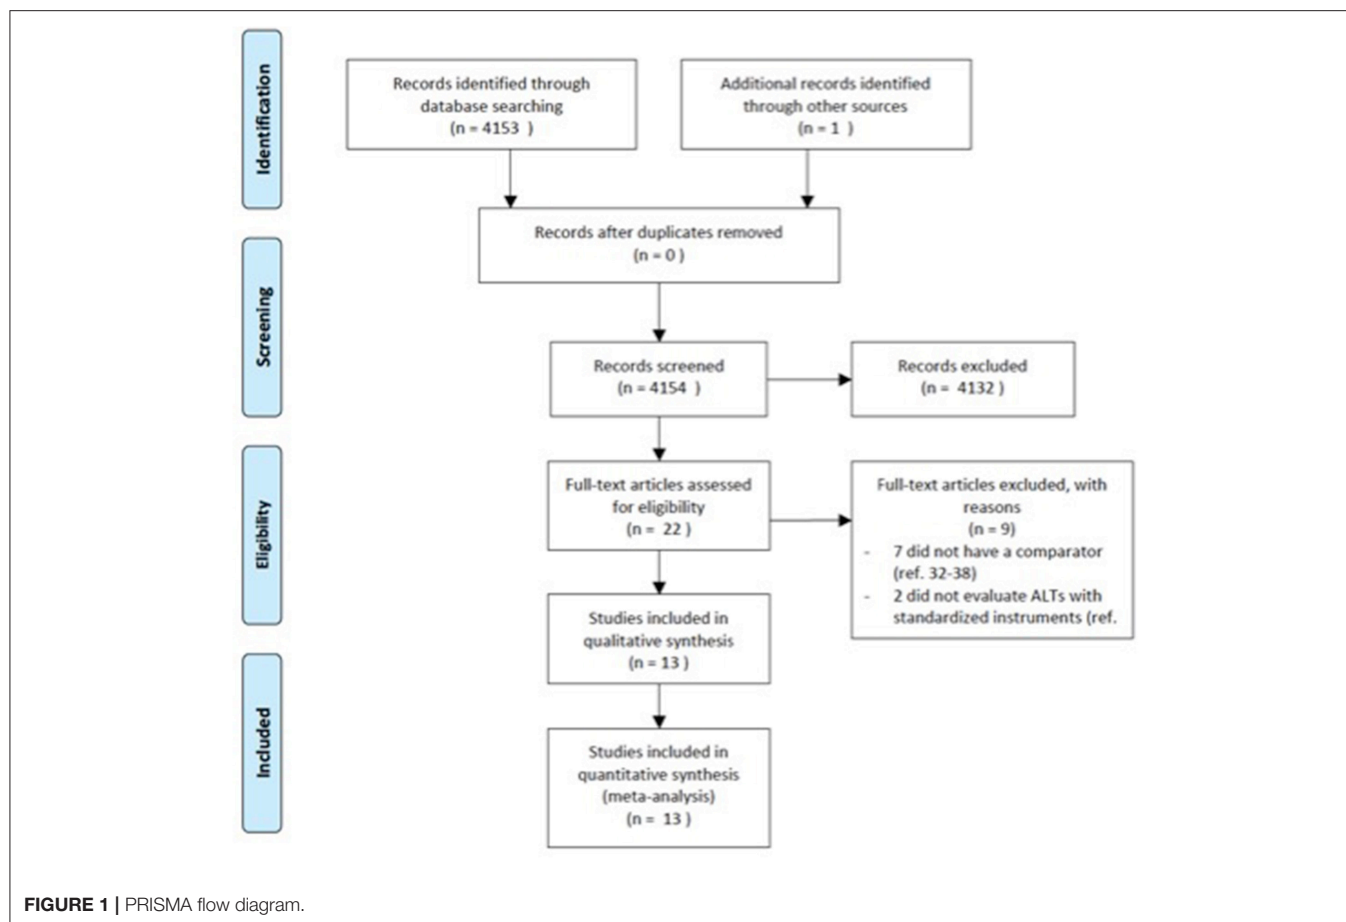 Identification
Records identified through
database searching
(n = 4153 )
Additional records identified
through other sources
(n = 1 )
Records after duplicates removed
(n = 0 )
Screening
Records screened
(n = 4154 )
Records excluded
(n = 4132 )
Eligibility
Full-text articles assessed
for eligibility
(n = 22 )
Full-text articles excluded, with
reasons
(n = 9)
- 7 did not have a comparator
(ref. 32-38)
- 2 did not evaluate ALTs with
standardized instruments (ref.
Studies included in
qualitative synthesis
(n = 13 )
Included
Studies included in
quantitative synthesis
(meta-analysis)
(n = 13 )
FIGURE 1 | PRISMA flow diagram.